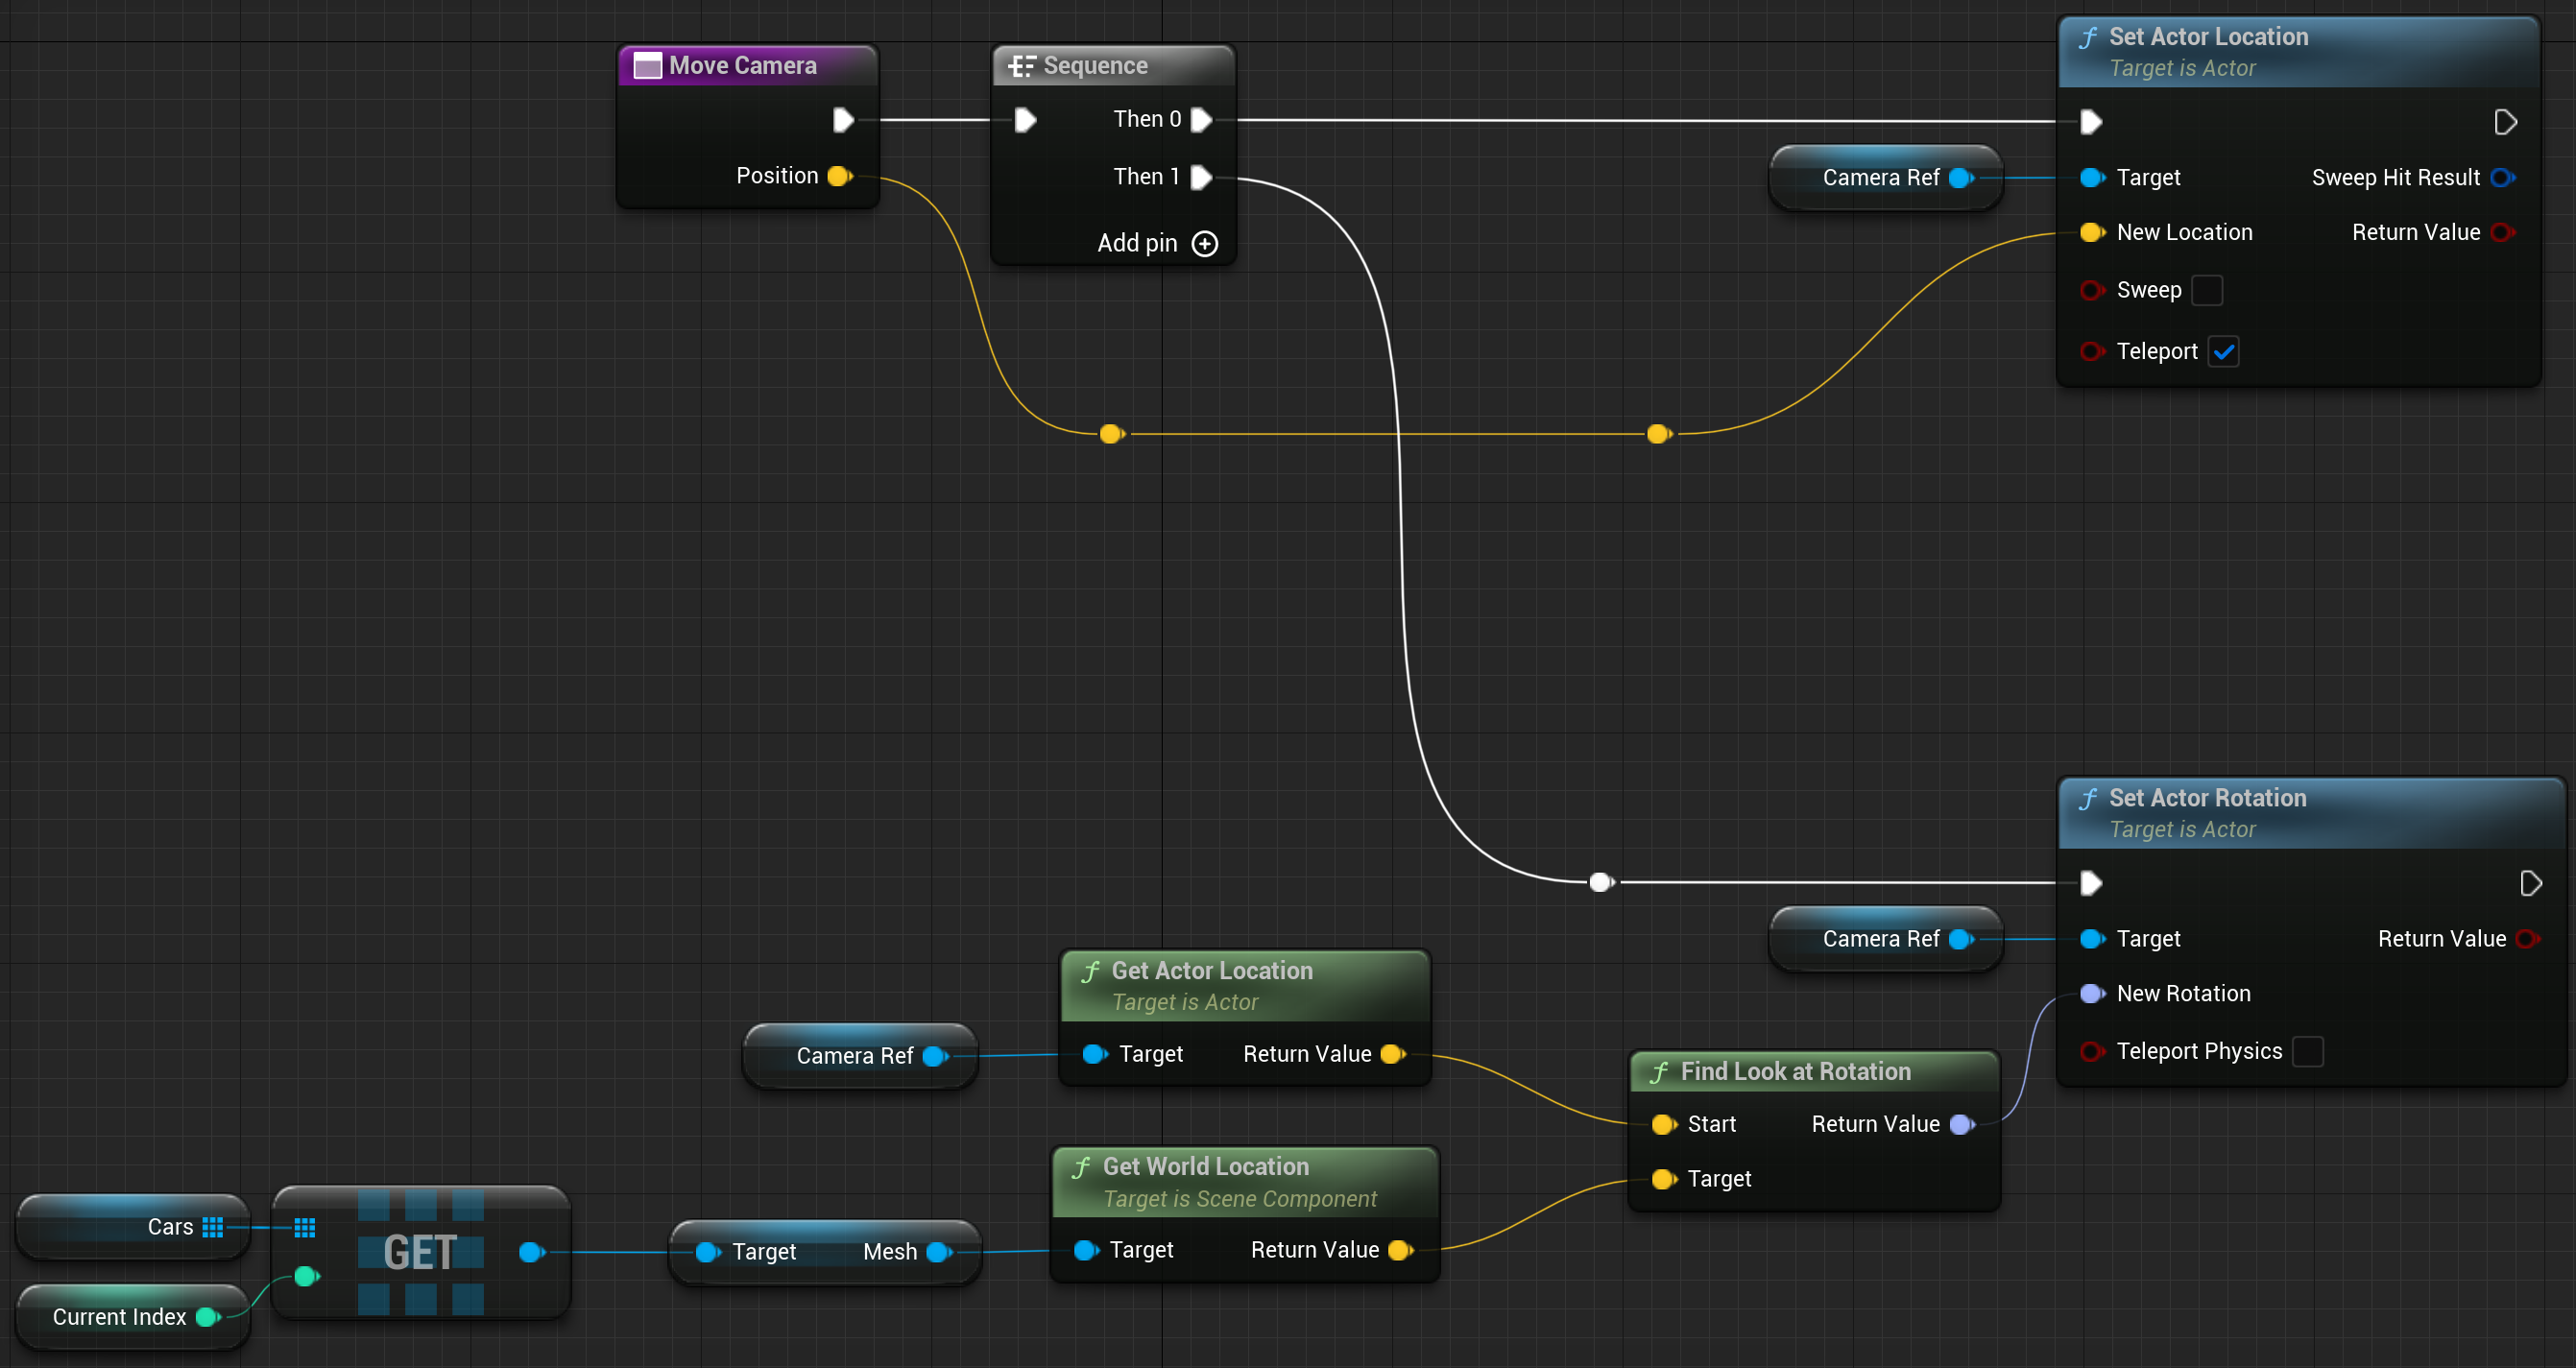 Move Camera
Position
Sequence
Then 0
Then 1
Add pin
Set Actor Location
Target is Actor
Camera Ref
Target
Sweep Hit Result
New Location
Return Value
Sweep
Teleport
Set Actor Rotation
Target is Actor
Camera Ref
Target
Return Value
New Rotation
Teleport Physics
Get Actor Location
Target is Actor
Camera Ref
Target
Return Value
Find Look at Rotation
Start
Return Value
Target
Get World Location
Target is Scene Component
Target
Return Value
Cars
GET
Target
Mesh
Current Index